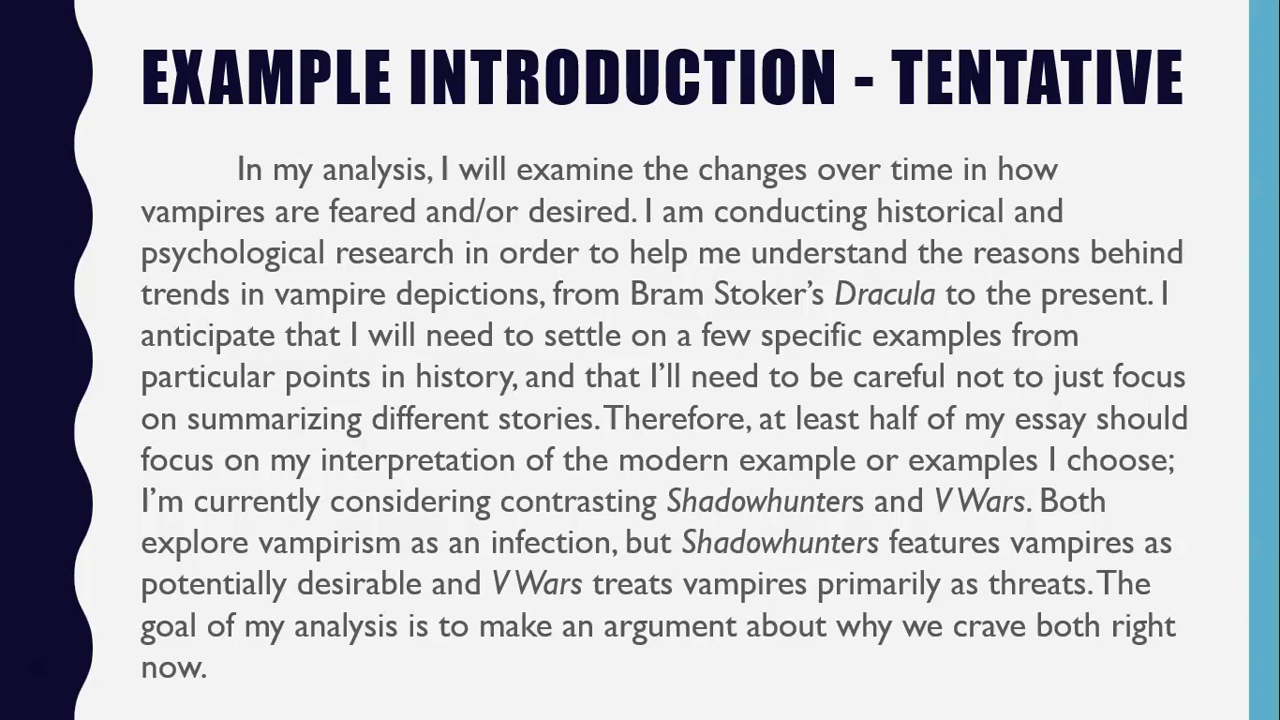 EXAMPLE INTRODUCTION - TENTATIVE
In my analysis, I will examine the changes over time in how
vampires are feared and/or desired. I am conducting historical and
psychological research in order to help me understand the reasons behind
trends in vampire depictions, from Bram Stoker’s Dracula to the present. I
anticipate that I will need to settle on a few specific examples from
particular points in history, and that I’ll need to be careful not to just focus
on summarizing different stories. Therefore, at least half of my essay should
focus on my interpretation of the modern example or examples I choose;
I’m currently considering contrasting Shadowhunters and V Wars. Both
explore vampirism as an infection, but Shadowhunters features vampires as
potentially desirable and V Wars treats vampires primarily as threats. The
goal of my analysis is to make an argument about why we crave both right
now.